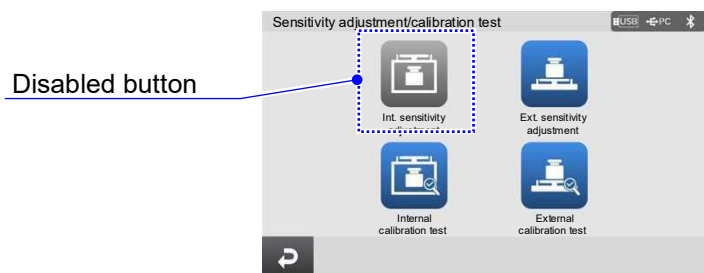 Sensitivity adjustment/calibration test
USB PC
Disabled button
Int. sensitivity
adjustment
Ext. sensitivity
adjustment
Internal
calibration test
External
calibration test